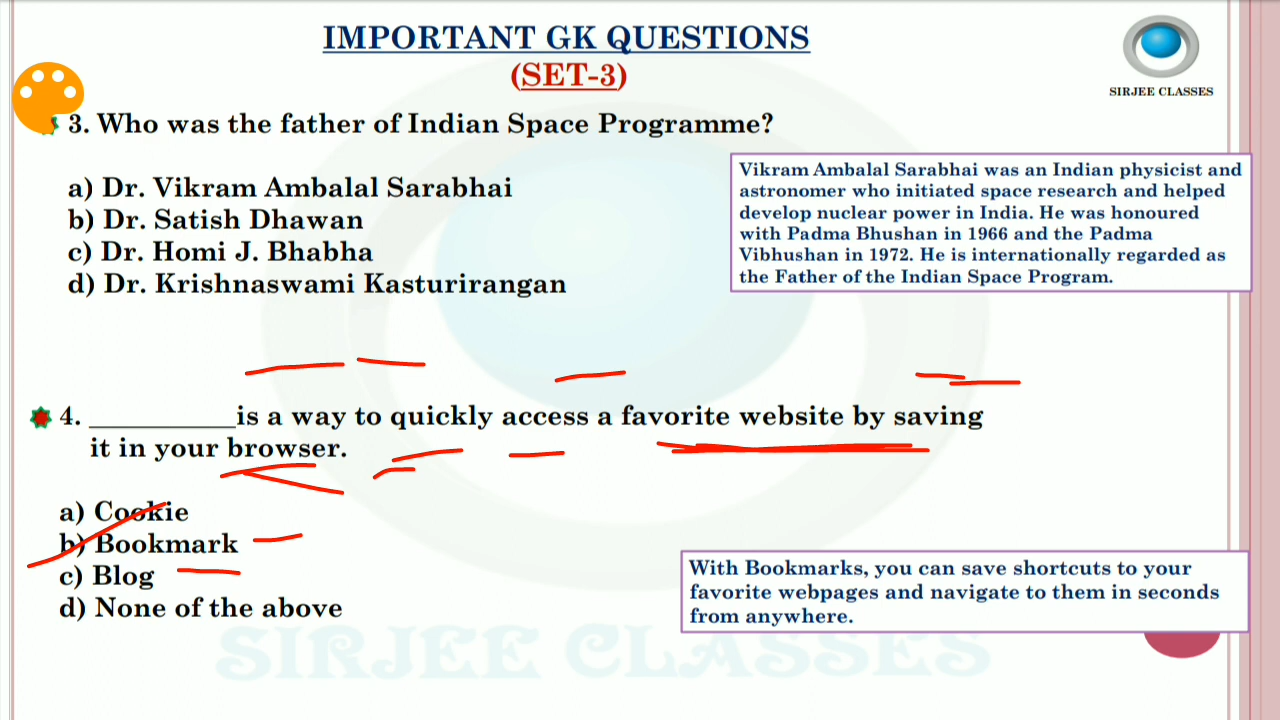 IMPORTANT GK QUESTIONS
(SET-3)
SIRJEE CLASSES
3. Who was the father of Indian Space Programme?
a) Dr. Vikram Ambalal Sarabhai
b) Dr. Satish Dhawan
c) Dr. Homi J. Bhabha
d) Dr. Krishnaswami Kasturirangan
Vikram Ambalal Sarabhai was an Indian physicist and
astronomer who initiated space research and helped
develop nuclear power in India. He was honoured
with Padma Bhushan in 1966 and the Padma
Vibhushan in 1972. He is internationally regarded as
the Father of the Indian Space Program.
4. __________is a way to quickly access a favorite website by saving
it in your browser.
a) Cookie
b) Bookmark
c) Blog
d) None of the above
With Bookmarks, you can save shortcuts to your
favorite webpages and navigate to them in seconds
from anywhere.
SIRJEE CLASSES